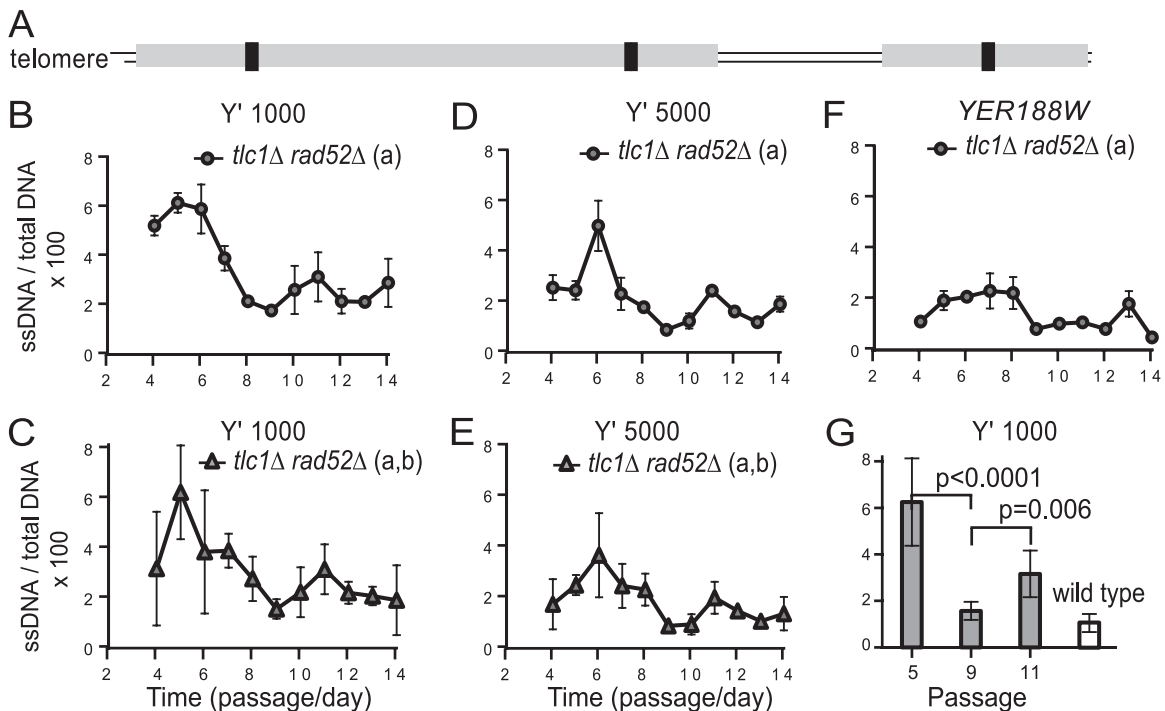 A
telomere
B
Y' 1000
tlc1Δ rad52Δ (a)
ssDNA / total DNA
x 100
8
6
4
2
0
2 4 6 8 10 12 14
D
Y' 5000
tlc1Δ rad52Δ (a)
8
6
4
2
0
2 4 6 8 10 12 14
F
YER188W
tlc1Δ rad52Δ (a)
8
6
4
2
0
2 4 6 8 10 12 14
C
Y' 1000
tlc1Δ rad52Δ (a,b)
ssDNA / total DNA
x 100
8
6
4
2
0
2 4 6 8 10 12 14
Time (passage/day)
E
Y' 5000
tlc1Δ rad52Δ (a,b)
8
6
4
2
0
2 4 6 8 10 12 14
Time (passage/day)
G
Y' 1000
8
6
4
2
0
p<0.0001
p=0.006
wild type
5 9 11
Passage